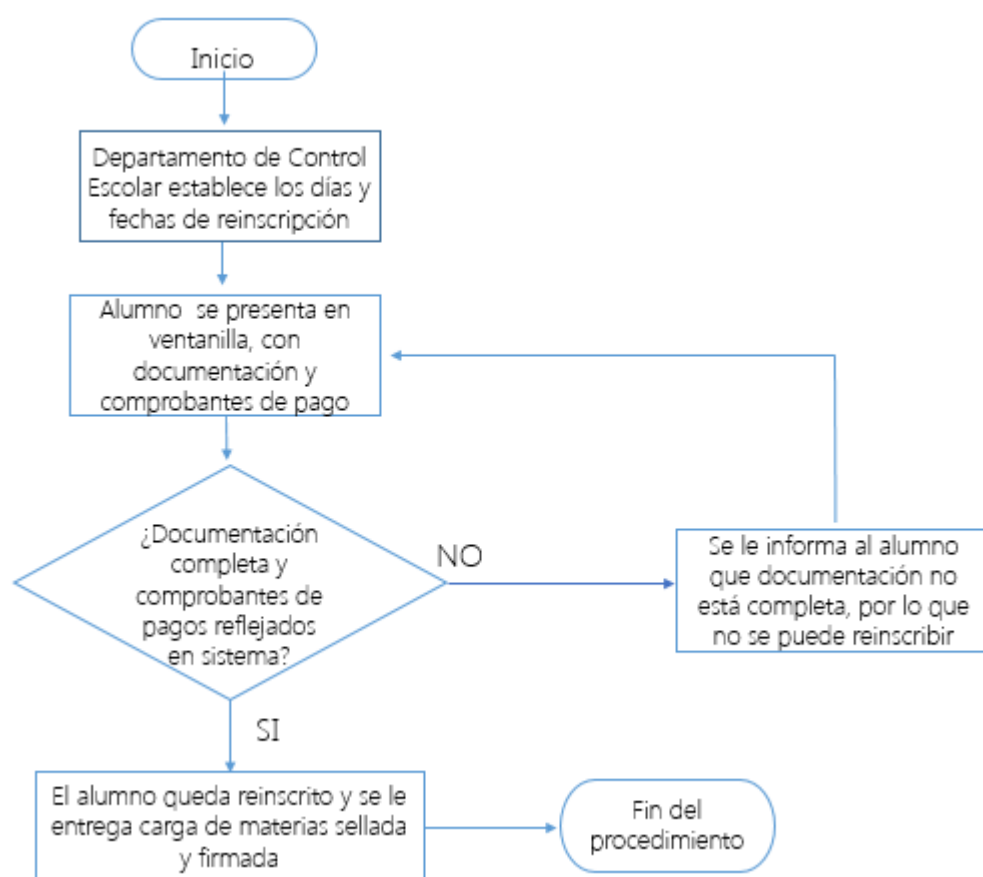 Inicio
Departamento de Control
Escolar establece los días y
fechas de reinscripción
Alumno se presenta en
ventanilla, con
documentación y
comprobantes de pago
¿Documentación
completa y
comprobantes de
pagos reflejados
en sistema?
NO
Se le informa al alumno
que documentación no
está completa, por lo que
no se puede reinscribir
SI
El alumno queda reinscrito y se le
entrega carga de materias sellada
y firmada
Fin del
procedimiento